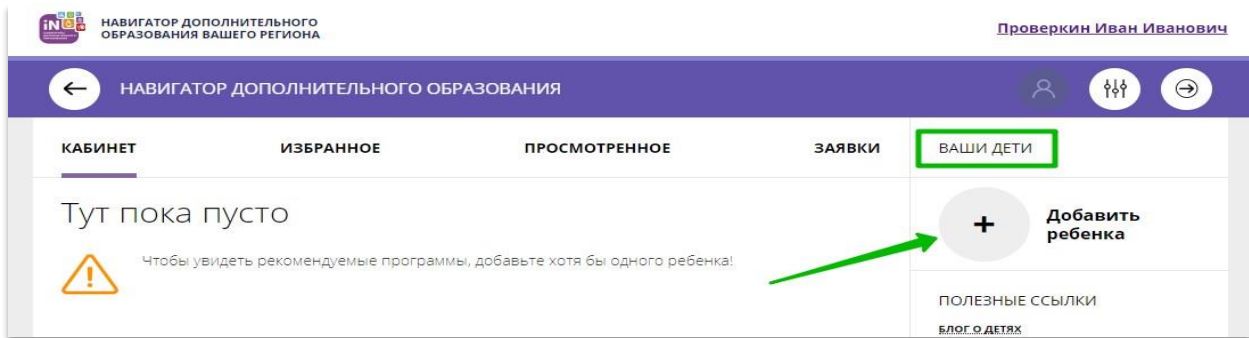 iNO
НАВИГАТОР ДОПОЛНИТЕЛЬНОГО
ОБРАЗОВАНИЯ ВАШЕГО РЕГИОНА
Проверкин Иван Иванович
НАВИГАТОР ДОПОЛНИТЕЛЬНОГО ОБРАЗОВАНИЯ
КАБИНЕТ ИЗБРАННОЕ ПРОСМОТРЕННОЕ ЗАЯВКИ ВАШИ ДЕТИ
Тут пока пусто
Чтобы увидеть рекомендуемые программы, добавьте хотя бы одного ребенка!
+ Добавить
ребенка
ПОЛЕЗНЫЕ ССЫЛКИ
БЛОГ О ДЕТЯХ